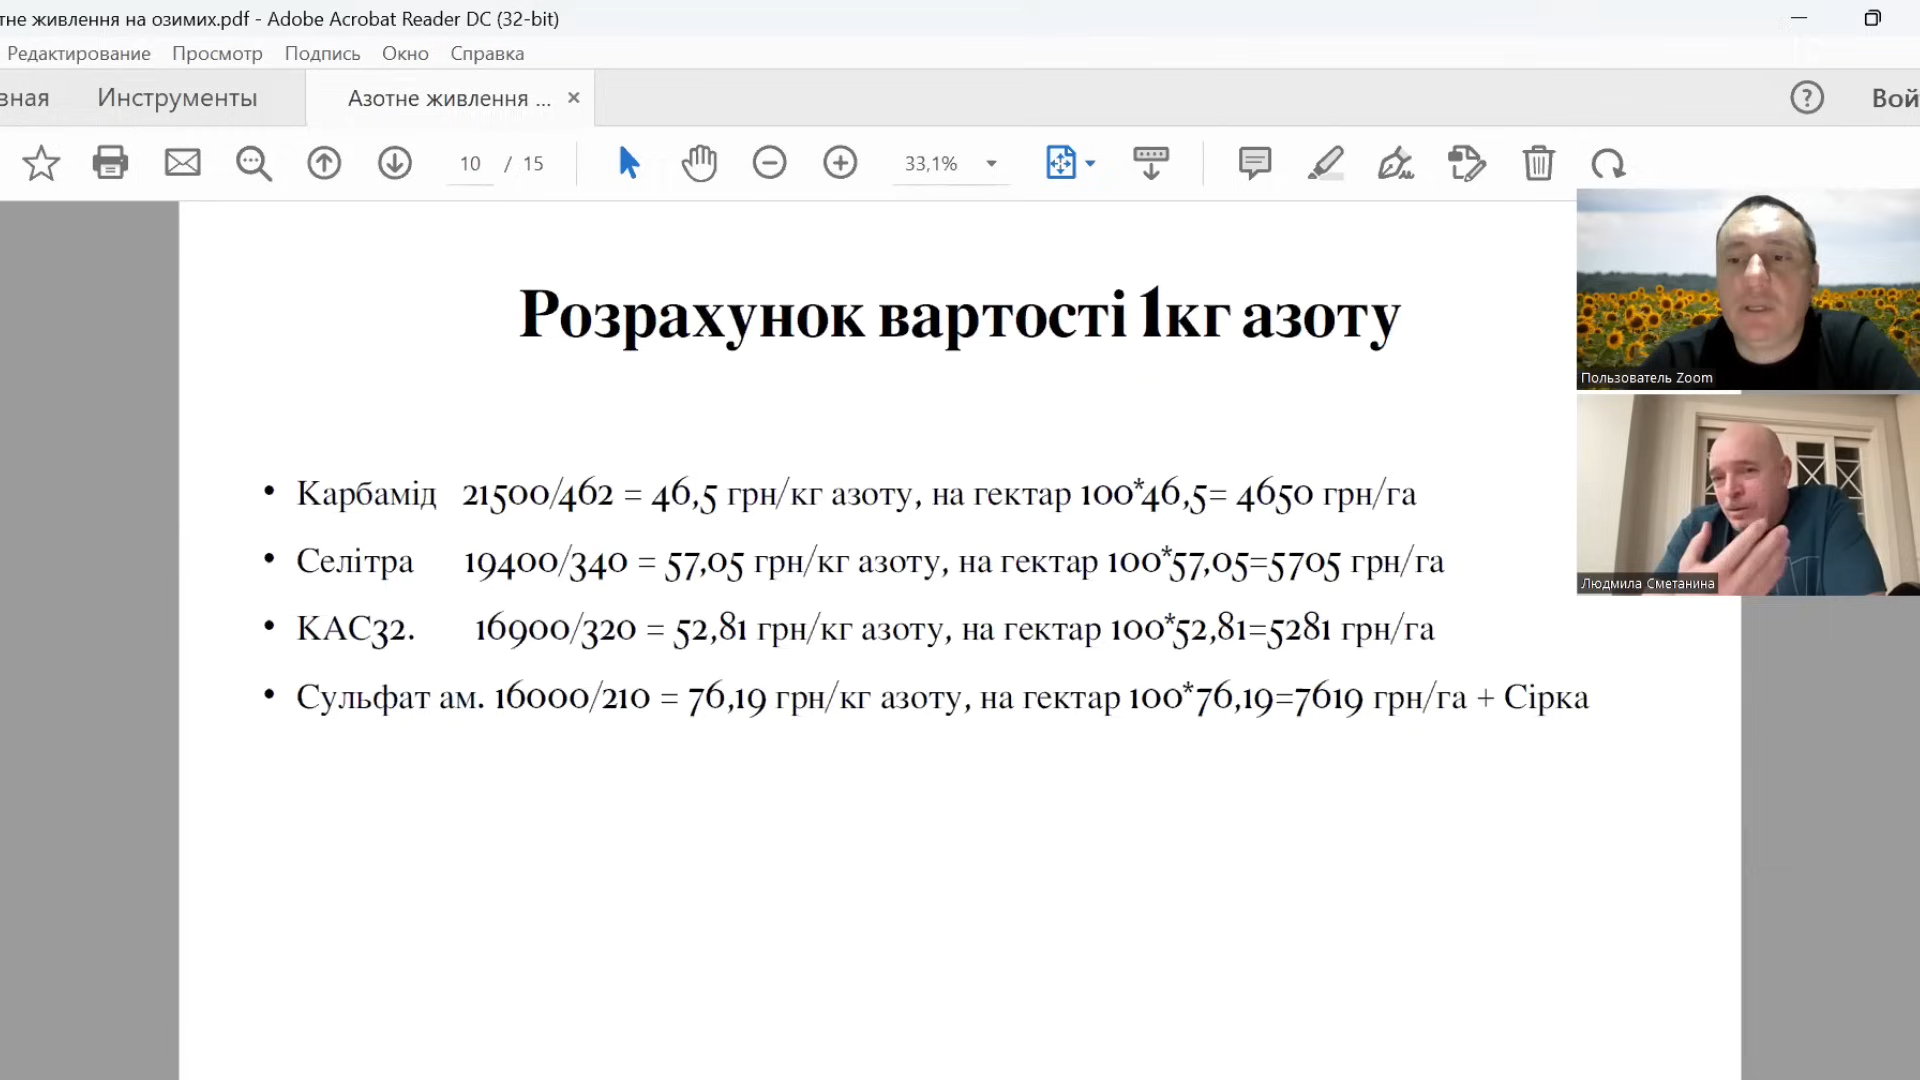 тне живлення на озимих.pdf - Adobe Acrobat Reader DC (32-bit)
Редактирование Просмотр Подпись Окно Справка
вная Инструменты Азотне живлення ... × ? Вой
10 / 15 33,1%
Розрахунок вартості 1кг азоту
• Карбамід 21500/462 = 46,5 грн/кг азоту, на гектар 100*46,5= 4650 грн/га
• Селітра 19400/340 = 57,05 грн/кг азоту, на гектар 100*57,05=5705 грн/га
• КАС32. 16900/320 = 52,81 грн/кг азоту, на гектар 100*52,81=5281 грн/га
• Сульфат ам. 16000/210 = 76,19 грн/кг азоту, на гектар 100*76,19=7619 грн/га + Сірка
Пользователь Zoom
Людмила Сметанина